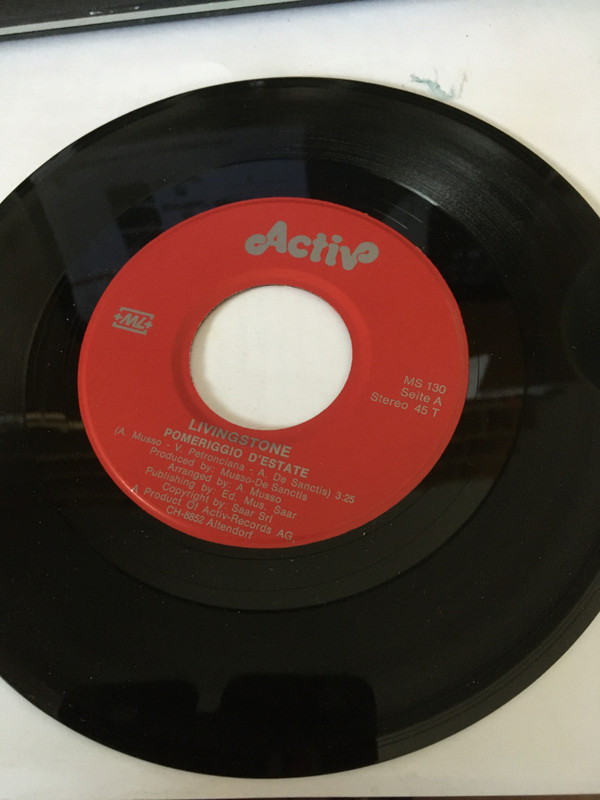 Activ
ML
MS 130
Seite A
Stereo 45 T
LIVINGSTONE
POMERIGGIO D'ESTATE
(A. Musso - V. Petronciana - A. De Sanctis) 3:25
Produced by: Musso-De Sanctis
Arranged by: A. Musso
Publishing by: Ed. Mus. Saar
Copyright by: Saar Srl
A Product Of Activ-Records AG,
CH-8852 Altendorf